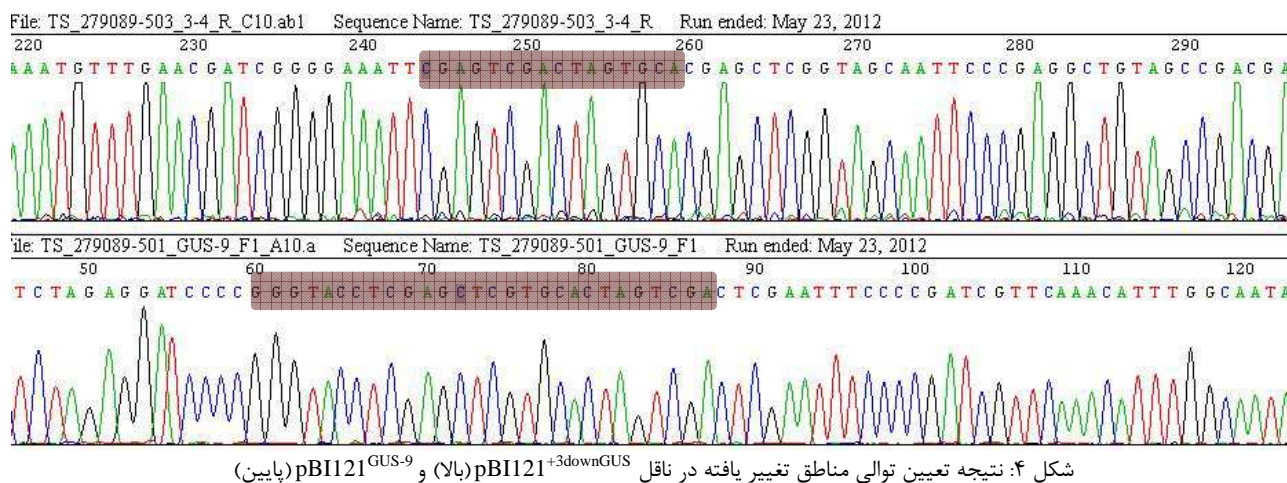 File: TS_279089-503_3-4_R_C10.ab1 Sequence Name: TS_279089-503_3-4_R Run ended: May 23, 2012
220 230 240 250 260 270 280 290
A A A T G T T T G A A C G A T C G G G G A A A T T C G A G T C G A C T A G T G C A C G A G C T C G G T A G C A A T T C C C G A G G C T G T A G C C G A C G A
File: TS_279089-501_GUS-9_F1_A10.a Sequence Name: TS_279089-501_GUS-9_F1 Run ended: May 23, 2012
50 60 70 80 90 100 110 120
T C T A G A G G A T C C C C G G G T A C C T C G A G C T C G T G C A C T A G T C G A C T C G A A T T T C C C C G A T C G T T C A A A C A T T T G G C A A T A
شکل ۴: نتیجه تعیین توالی مناطق تغییر یافته در ناقل pBI121+3downGUS (بالا) و pBI121GUS-9 (پایین)